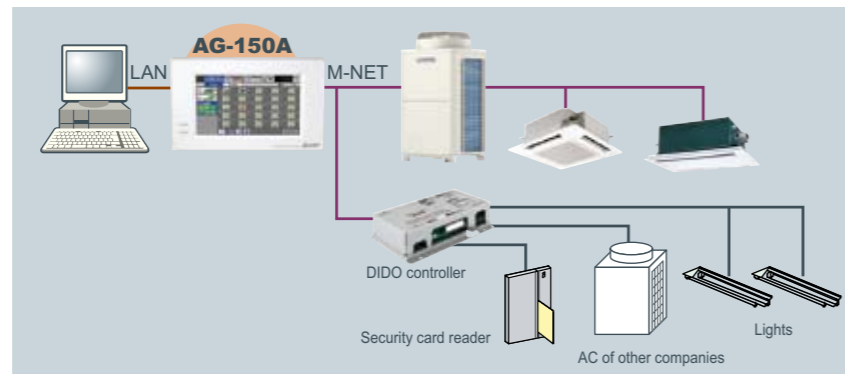 AG-150A
LAN
M-NET
DIDO controller
Security card reader
AC of other companies
Lights